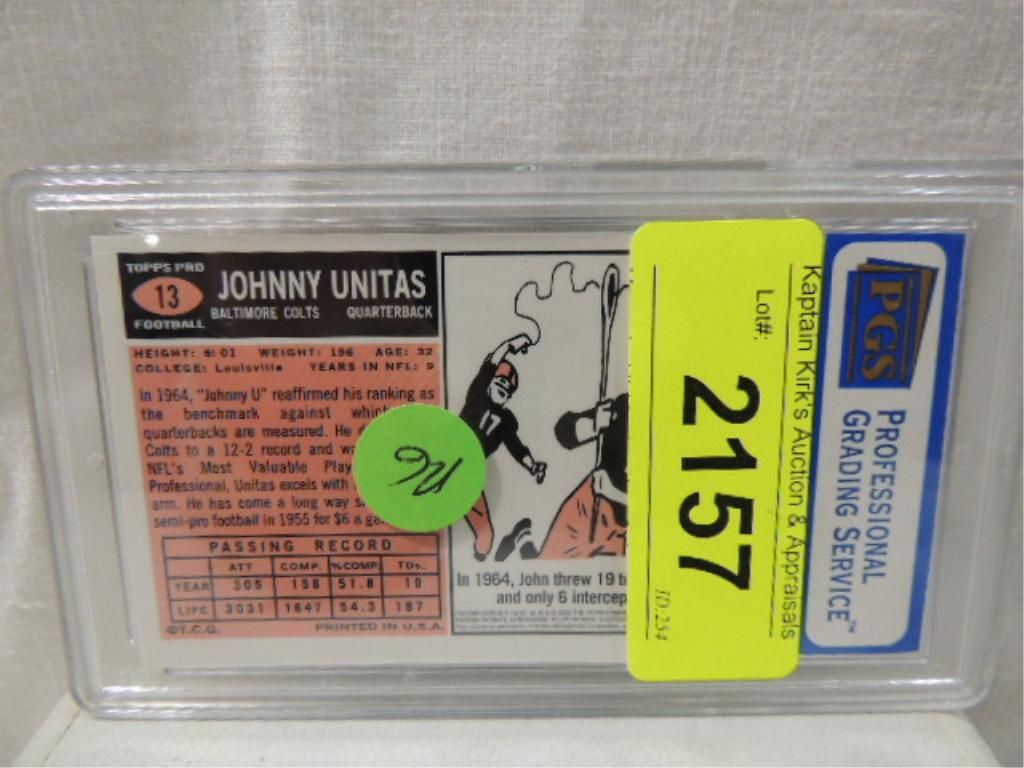 TOPPS PRO
13
FOOTBALL
JOHNNY UNITAS
BALTIMORE COLTS QUARTERBACK
HEIGHT: 6:01 WEIGHT: 196 AGE: 32
COLLEGE: Louisville YEARS IN NFL: 9
In 1964, "Johnny U" reaffirmed his ranking as
the benchmark against which
quarterbacks are measured. He
Colts to a 12-2 record and
NFL's Most Valuable
Professional, Unitas excels with
arm. He has come a long way
semi-pro football in 1955 for $6 a
PASSING RECORD
ATT COMP. %COMP. TDs.
YEAR 305 158 51.8 19
LIFE 3031 1647 54.3 187
©T.C.G. PRINTED IN U.S.A.
17
In 1964, John threw 19
and only 6
Kaptain Kirk's Auction & Appraisals
Lot#:
2157
ID:254
PGS
PROFESSIONAL
GRADING SERVICE™